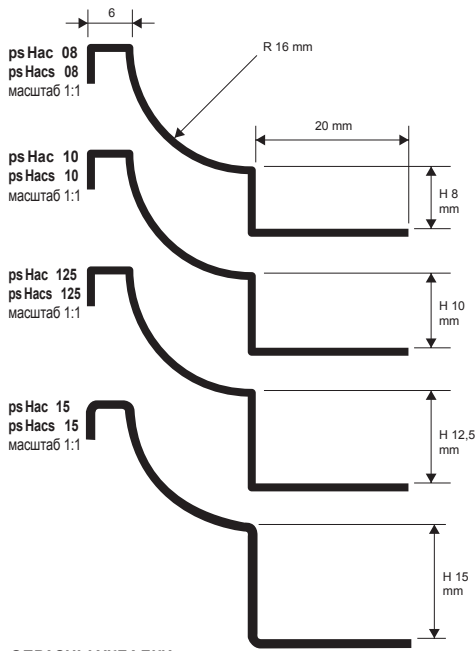 6
ps Hac 08
ps Hacs 08
масштаб 1:1
R 16 mm
20 mm
H 8
mm
ps Hac 10
ps Hacs 10
масштаб 1:1
H 10
mm
ps Hac 125
ps Hacs 125
масштаб 1:1
H 12,5
mm
ps Hac 15
ps Hacs 15
масштаб 1:1
H 15
mm